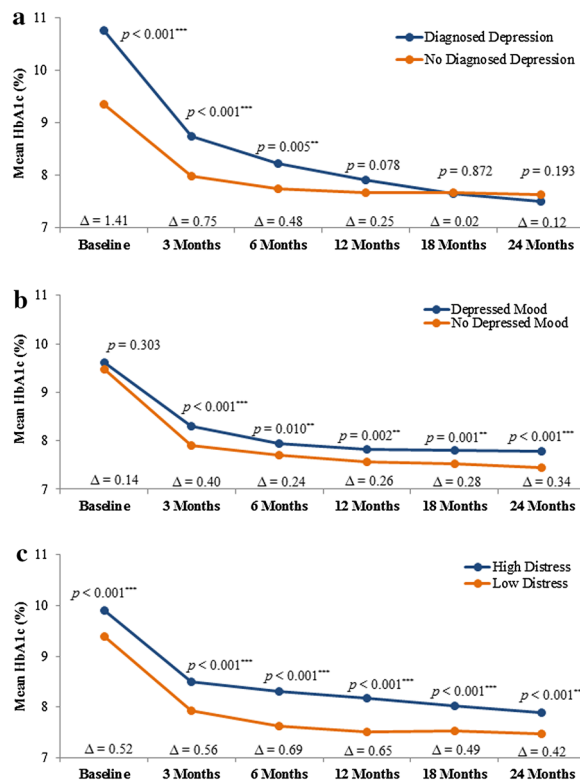 a
11
10
9
8
7
Mean HbA1c (%)
Diagnosed Depression
No Diagnosed Depression
p < 0.001***
p < 0.001***
p = 0.005**
p = 0.078
p = 0.872
p = 0.193
Δ = 1.41 Δ = 0.75 Δ = 0.48 Δ = 0.25 Δ = 0.02 Δ = 0.12
Baseline 3 Months 6 Months 12 Months 18 Months 24 Months
b
11
10
9
8
7
Mean HbA1c (%)
Depressed Mood
No Depressed Mood
p = 0.303
p < 0.001***
p = 0.010**
p = 0.002**
p = 0.001**
p < 0.001***
Δ = 0.14 Δ = 0.40 Δ = 0.24 Δ = 0.26 Δ = 0.28 Δ = 0.34
Baseline 3 Months 6 Months 12 Months 18 Months 24 Months
c
11
10
9
8
7
Mean HbA1c (%)
High Distress
Low Distress
p < 0.001***
p < 0.001***
p < 0.001***
p < 0.001***
p < 0.001***
p < 0.001**
Δ = 0.52 Δ = 0.56 Δ = 0.69 Δ = 0.65 Δ = 0.49 Δ = 0.42
Baseline 3 Months 6 Months 12 Months 18 Months 24 Months